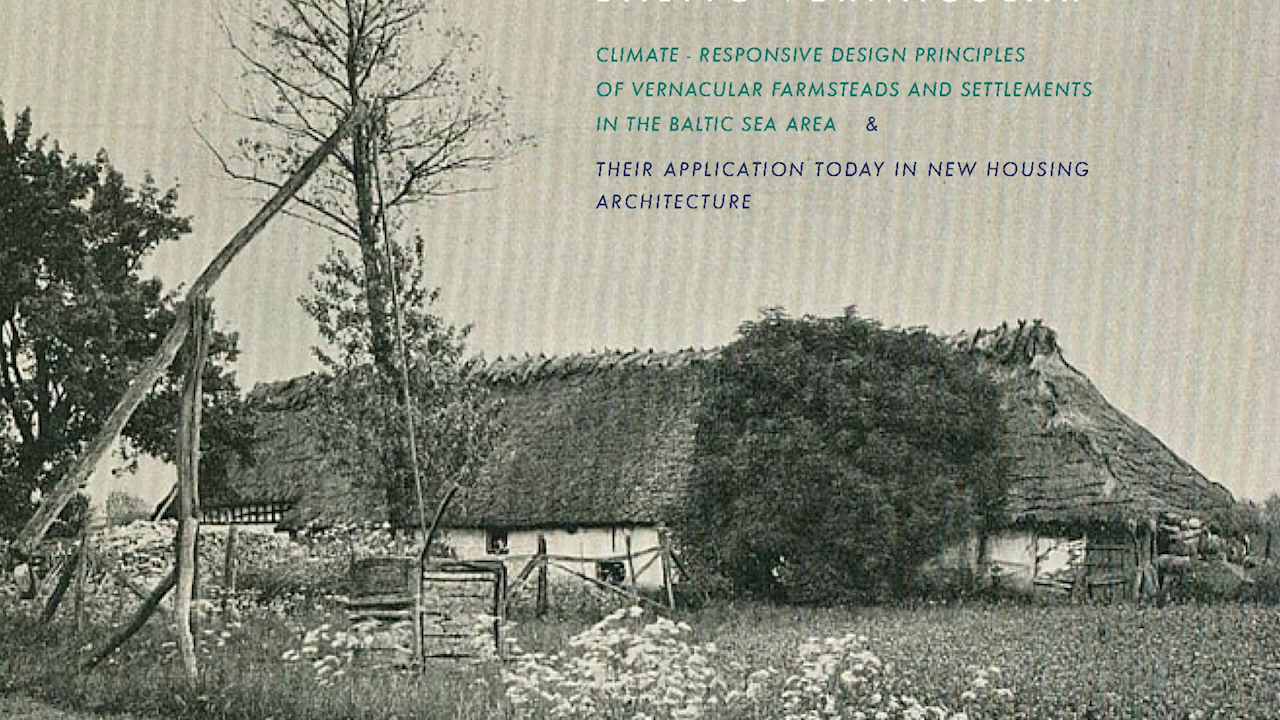 CLIMATE - RESPONSIVE DESIGN PRINCIPLES
OF VERNACULAR FARMSTEADS AND SETTLEMENTS
IN THE BALTIC SEA AREA &
THEIR APPLICATION TODAY IN NEW HOUSING
ARCHITECTURE